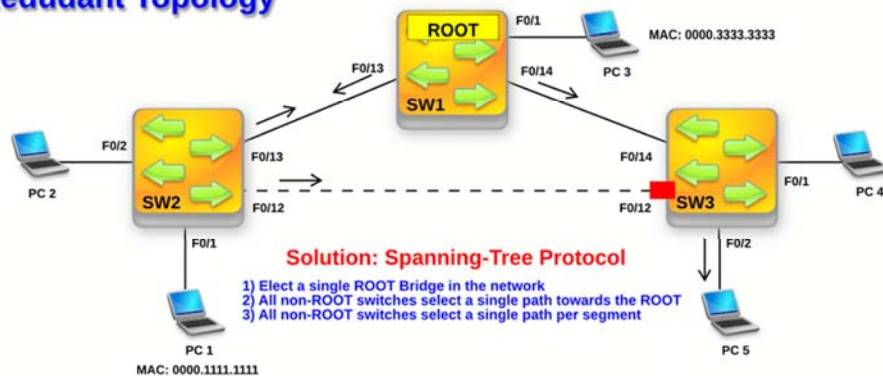 edudant Topology
ROOT
F0/1
MAC: 0000.3333.3333
PC 3
F0/13
F0/14
SW1
F0/2
F0/13
F0/14
F0/1
PC 2
SW2
F0/12
F0/12
SW3
PC 4
F0/1
F0/2
Solution: Spanning-Tree Protocol
1) Elect a single ROOT Bridge in the network
2) All non-ROOT switches select a single path towards the ROOT
3) All non-ROOT switches select a single path per segment
PC 1
PC 5
MAC: 0000.1111.1111